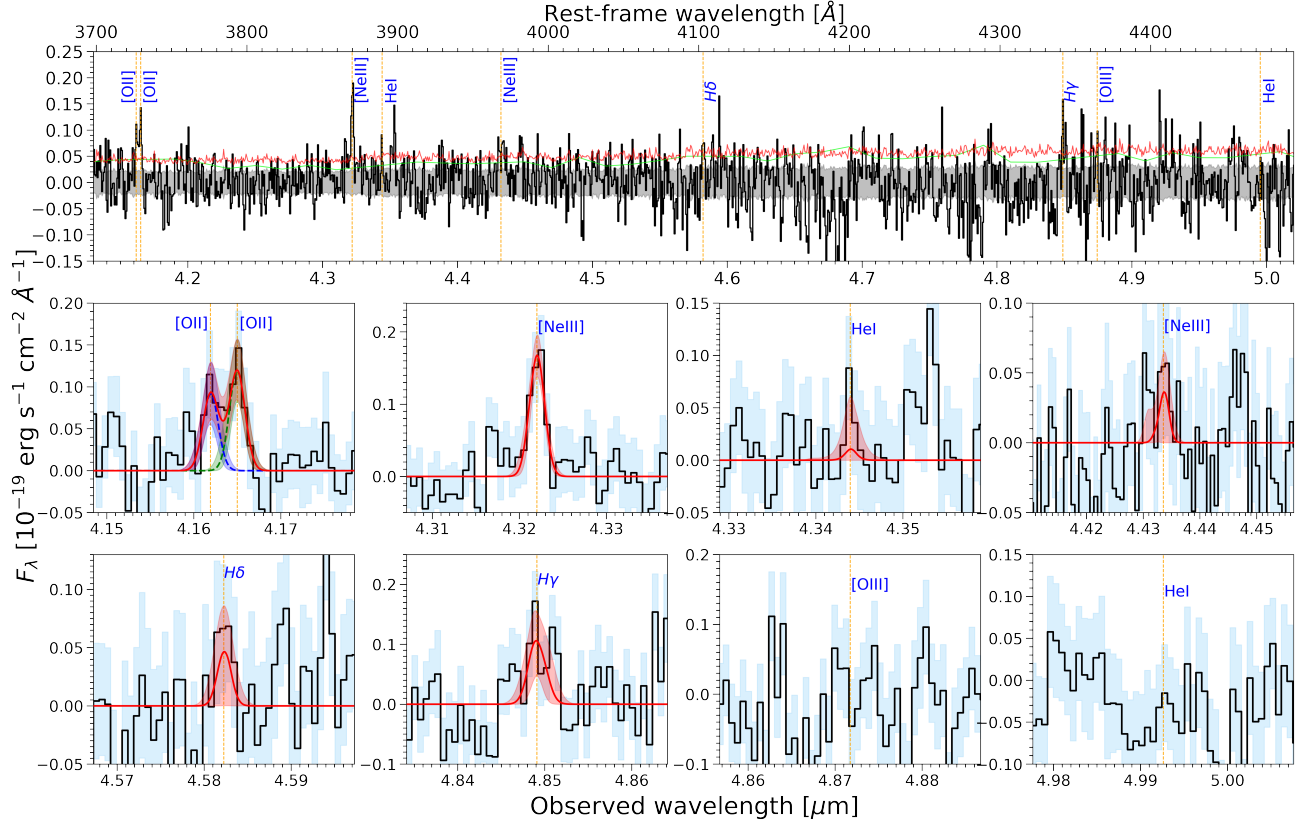 Rest-frame wavelength [Å]
3700 3750 3800 3850 3900 3950 4000 4050 4100 4150 4200 4250 4300 4350 4400 4450
0.25
0.20
0.15
0.10
0.05
0.00
−0.05
−0.10
−0.15
[OII] [OII] [NeIII] HeI [NeIII] Hδ Hγ [OIII] HeI
4.2 4.3 4.4 4.5 4.6 4.7 4.8 4.9 5.0
F_λ [10⁻¹⁹ erg s⁻¹ cm⁻² Å⁻¹]
0.20
0.15
0.10
0.05
0.00
−0.05
[OII] [OII]
4.15 4.16 4.17
0.2
0.1
0.0
[NeIII]
4.31 4.32 4.33
0.15
0.10
0.05
0.00
−0.05
HeI
4.33 4.34 4.35
0.10
0.05
0.00
−0.05
[NeIII]
4.42 4.43 4.44 4.45
0.10
0.05
0.00
−0.05
Hδ
4.57 4.58 4.59
0.2
0.1
0.0
−0.1
Hγ
4.84 4.85 4.86
0.2
0.1
0.0
−0.1
[OIII]
4.86 4.87 4.88
0.15
0.10
0.05
0.00
−0.05
−0.10
HeI
4.98 4.99 5.00
Observed wavelength [μm]